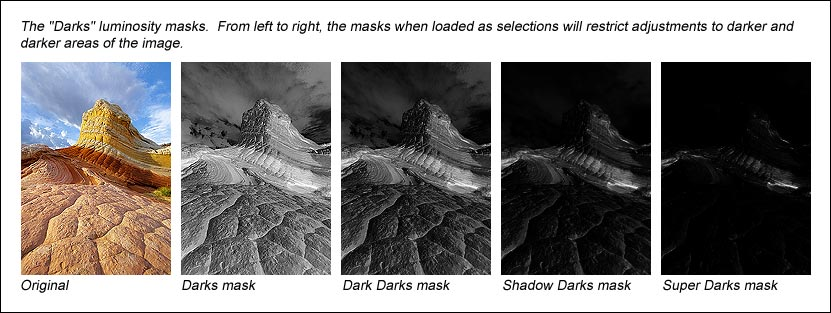 The "Darks" luminosity masks.  From left to right, the masks when loaded as selections will restrict adjustments to darker and
darker areas of the image.
Original
Darks mask
Dark Darks mask
Shadow Darks mask
Super Darks mask